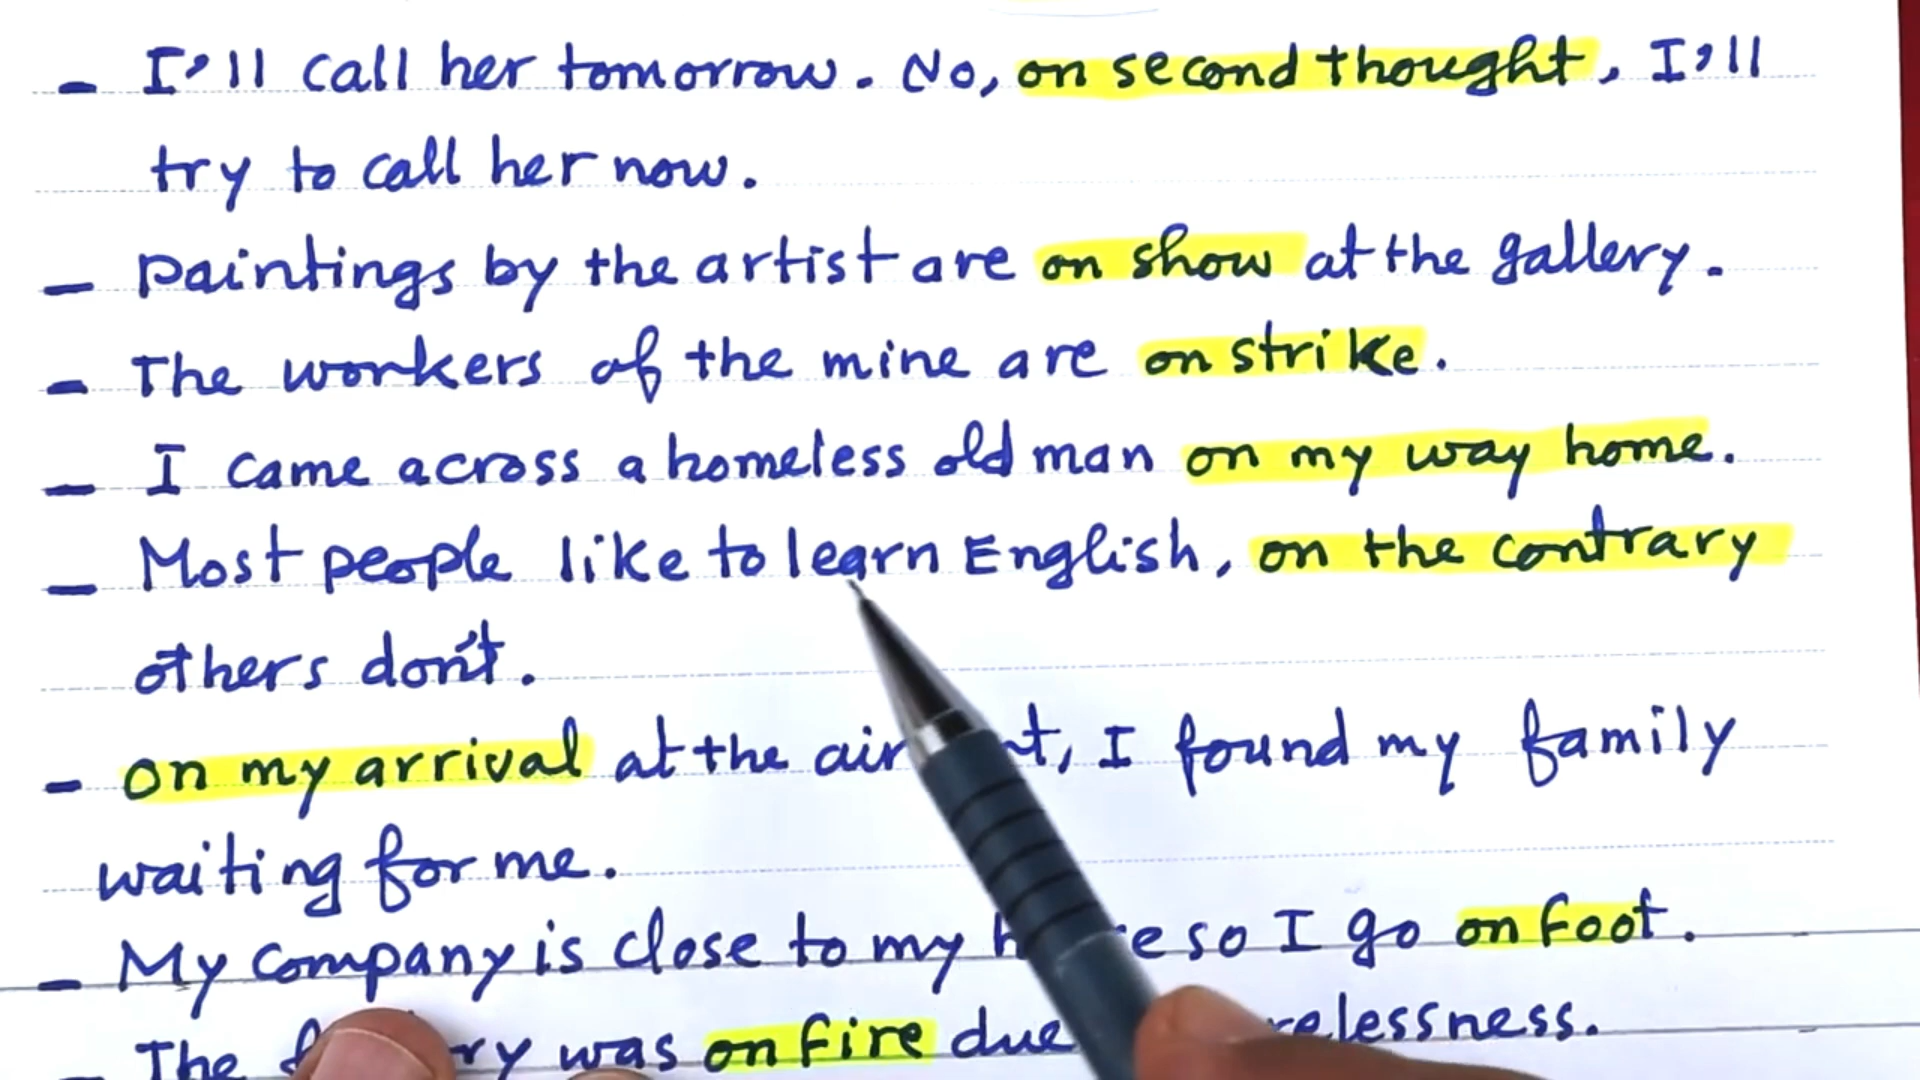 - I'll call her tomorrow. No, on second thought, I'll
try to call her now.
- paintings by the artist are on show at the gallery.
- The workers of the mine are on strike.
- I came across a homeless old man on my way home.
- Most people like to learn English, on the contrary
others don't.
- on my arrival at the air t, I found my family
waiting for me.
- My company is close to my h e so I go on foot.
- The f ry was on fire due relessness.